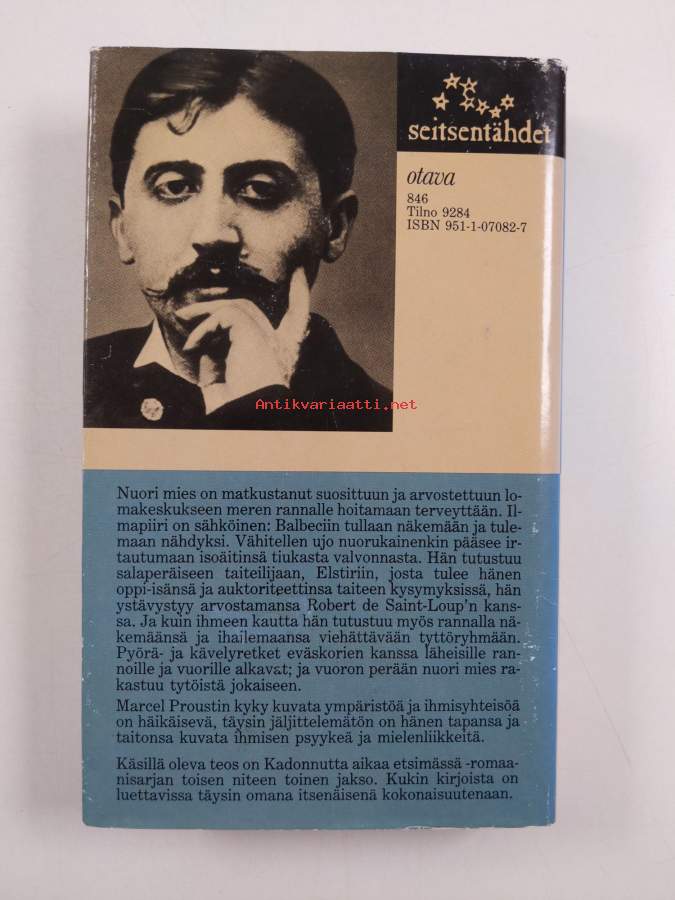 seitsentähdet
otava
846
Tilno 9284
ISBN 951-1-07082-7
Antikvariaatti.net
Nuori mies on matkustanut suosittuun ja arvostettuun lo-
makeskukseen meren rannalle hoitamaan terveyttään. Il-
mapiiri on sähköinen: Balbeciin tullaan näkemään ja tule-
maan nähdyksi. Vähitellen ujo nuorukainenkin pääsee ir-
tautumaan isoäitinsä tiukasta valvonnasta. Hän tutustuu
salaperäiseen taiteilijaan, Elstiriin, josta tulee hänen
oppi-isänsä ja auktoriteettinsa taiteen kysymyksissä, hän
ystävystyy arvostamansa Robert de Saint-Loup'n kans-
sa. Ja kuin ihmeen kautta hän tutustuu myös rannalla nä-
kemäänsä ja ihailemaansa viehättävään tyttöryhmään.
Pyörä- ja kävelyretket eväskorien kanssa läheisille ran-
noille ja vuorille alkavat; ja vuoron perään nuori mies ra-
kastuu tytöistä jokaiseen.
Marcel Proustin kyky kuvata ympäristöä ja ihmisyhteisöä
on häikäisevä, täysin jäljittelemätön on hänen tapansa ja
taitonsa kuvata ihmisen psyykeä ja mielenliikkeitä.
Käsillä oleva teos on Kadonnutta aikaa etsimässä -romaa-
nisarjan toisen niteen toinen jakso. Kukin kirjoista on
luettavissa täysin omana itsenäisenä kokonaisuutenaan.